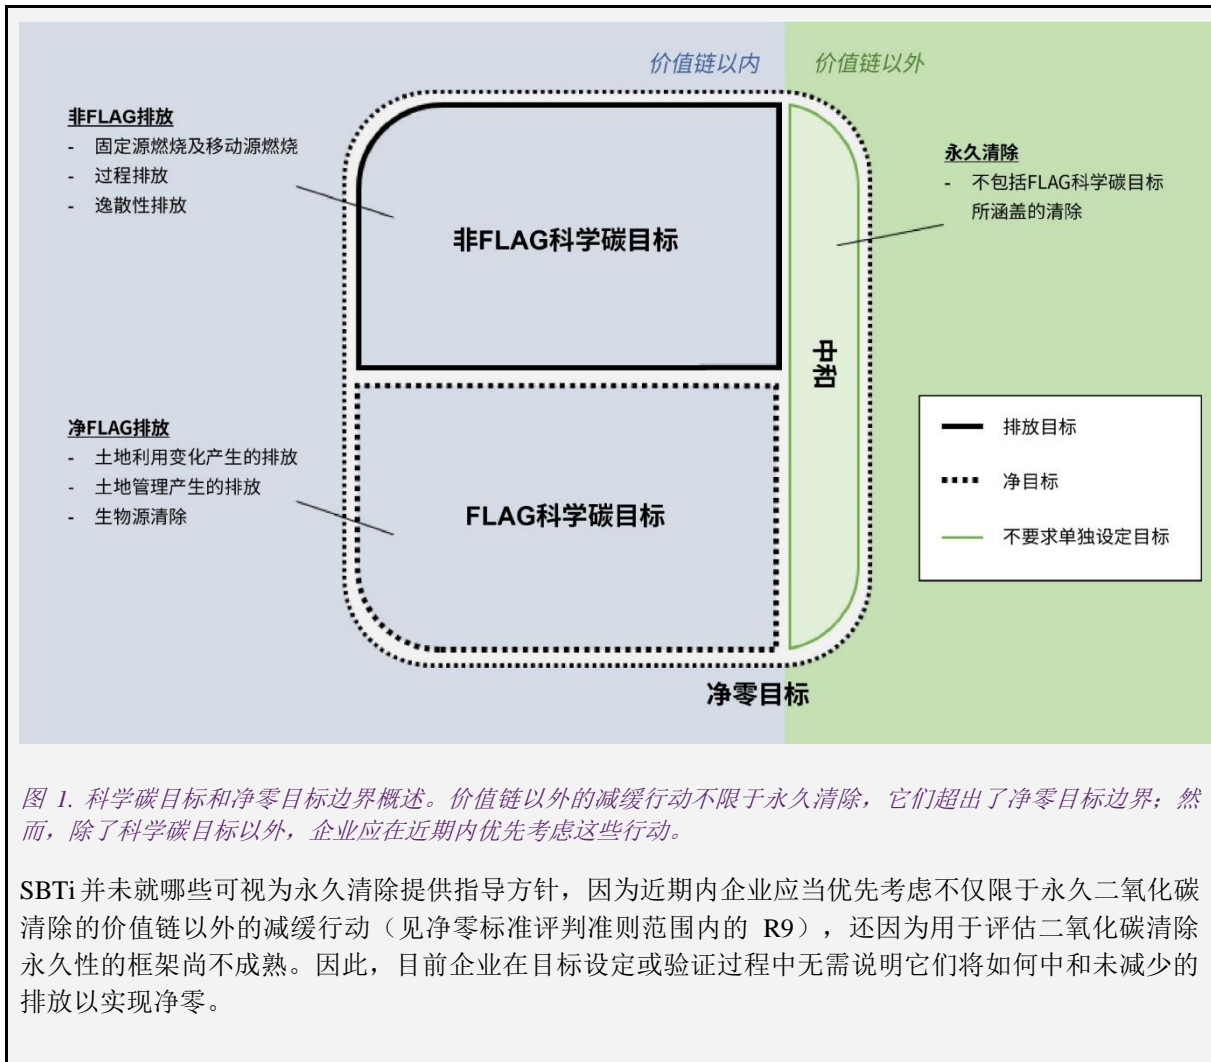 价值链以内
价值链以外
非FLAG排放
- 固定源燃烧及移动源燃烧
- 过程排放
- 逸散性排放
永久清除
- 不包括FLAG科学碳目标
所涵盖的清除
非FLAG科学碳目标
中和
净FLAG排放
- 土地利用变化产生的排放
- 土地管理产生的排放
- 生物源清除
FLAG科学碳目标
排放目标
净目标
不要求单独设定目标
净零目标
图 1. 科学碳目标和净零目标边界概述。价值链以外的减缓行动不限于永久清除，它们超出了净零目标边界；然
而，除了科学碳目标以外，企业应在近期内优先考虑这些行动。
SBTi 并未就哪些可视为永久清除提供指导方针，因为近期内企业应当优先考虑不仅限于永久二氧化碳
清除的价值链以外的减缓行动（见净零标准评判准则范围内的 R9），还因为用于评估二氧化碳清除
永久性的框架尚不成熟。因此，目前企业在目标设定或验证过程中无需说明它们将如何中和未减少的
排放以实现净零。